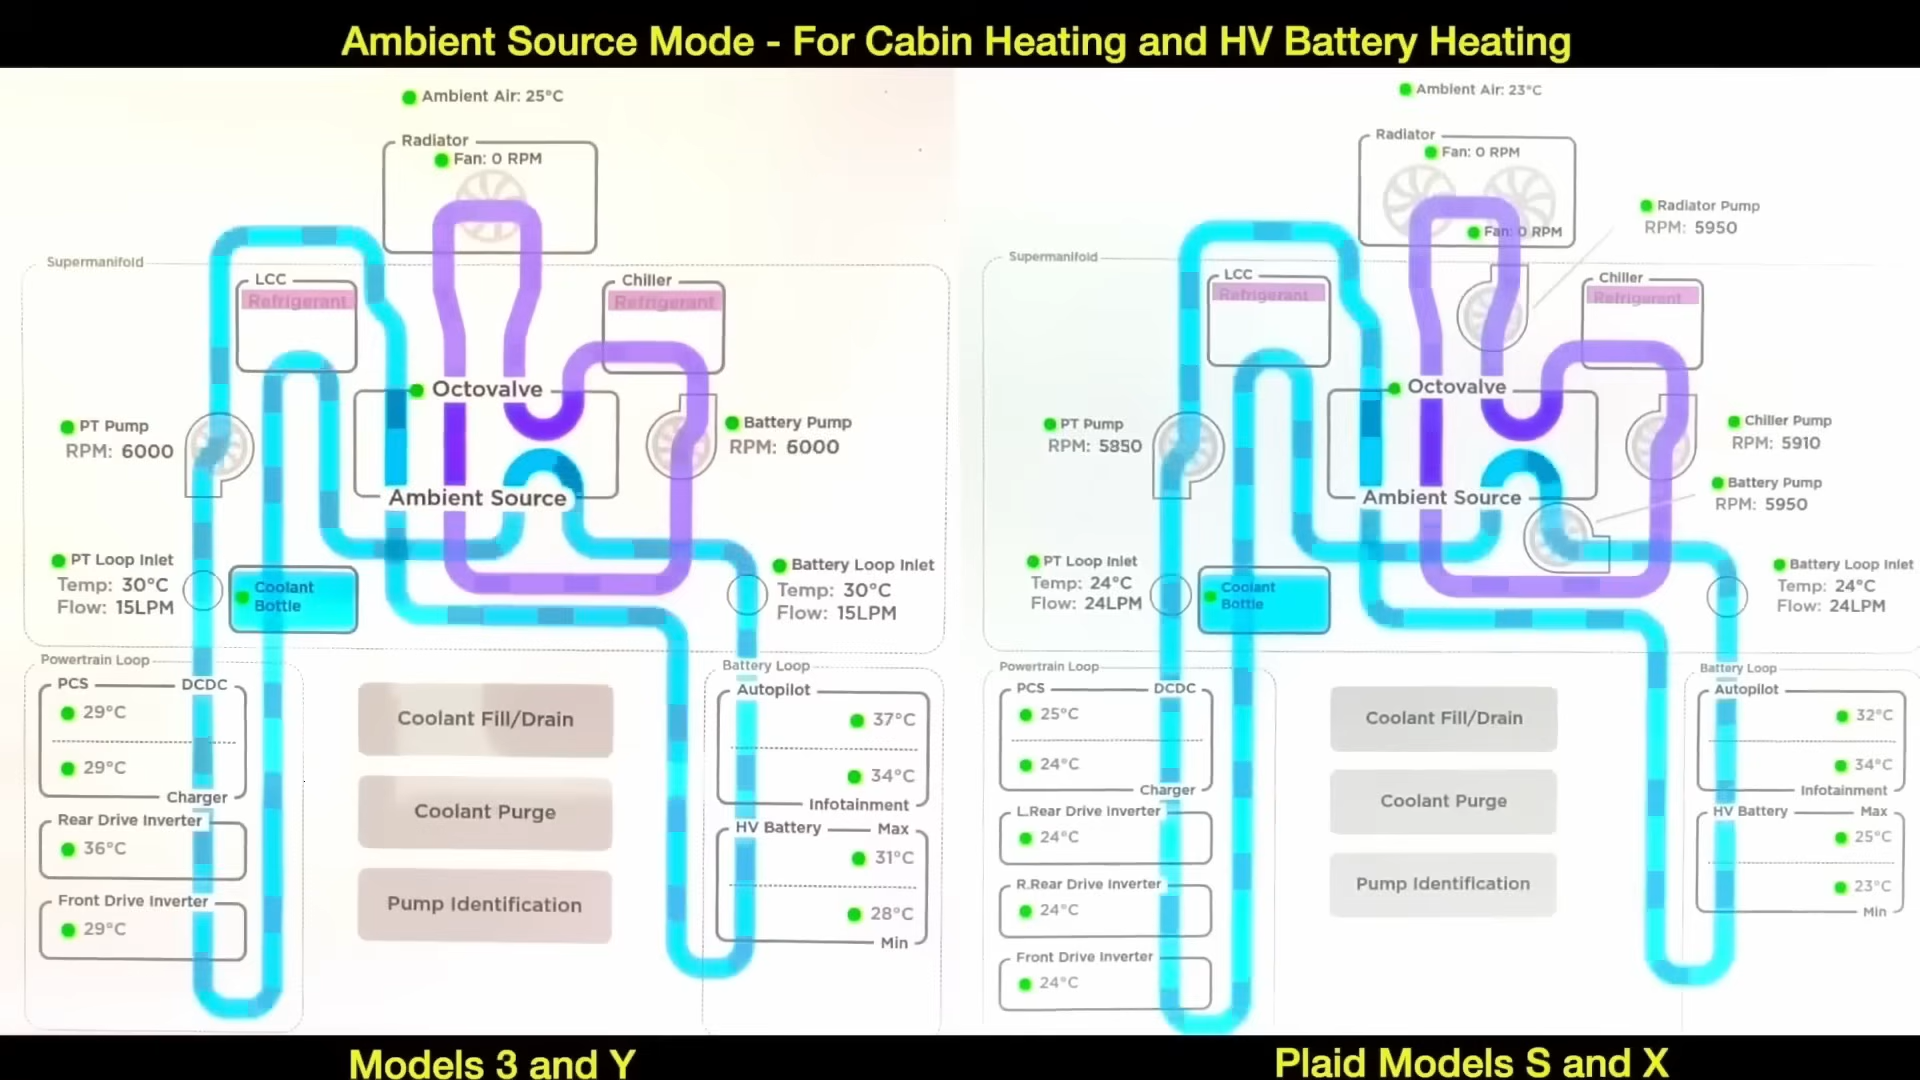 Ambient Source Mode - For Cabin Heating and HV Battery Heating
Ambient Air: 25°C
Radiator
Fan: 0 RPM
Supermanifold
LCC
Refrigerant
Chiller
Refrigerant
Octovalve
PT Pump
RPM: 6000
Battery Pump
RPM: 6000
Ambient Source
PT Loop Inlet
Temp: 30°C
Flow: 15LPM
Coolant
Bottle
Battery Loop Inlet
Temp: 30°C
Flow: 15LPM
Powertrain Loop
PCS
DCDC
29°C
29°C
Charger
Rear Drive Inverter
36°C
Front Drive Inverter
29°C
Coolant Fill/Drain
Coolant Purge
Pump Identification
Battery Loop
Autopilot
37°C
34°C
Infotainment
HV Battery
Max
31°C
28°C
Min
Models 3 and Y
Ambient Air: 23°C
Radiator
Fan: 0 RPM
Fan: 0 RPM
Radiator Pump
RPM: 5950
Supermanifold
LCC
Refrigerant
Chiller
Refrigerant
Octovalve
PT Pump
RPM: 5850
Chiller Pump
RPM: 5910
Battery Pump
RPM: 5950
Ambient Source
PT Loop Inlet
Temp: 24°C
Flow: 24LPM
Coolant
Bottle
Battery Loop Inlet
Temp: 24°C
Flow: 24LPM
Powertrain Loop
PCS
DCDC
25°C
24°C
Charger
L.Rear Drive Inverter
24°C
R.Rear Drive Inverter
24°C
Front Drive Inverter
24°C
Coolant Fill/Drain
Coolant Purge
Pump Identification
Battery Loop
Autopilot
32°C
34°C
Infotainment
HV Battery
Max
25°C
23°C
Min
Plaid Models S and X